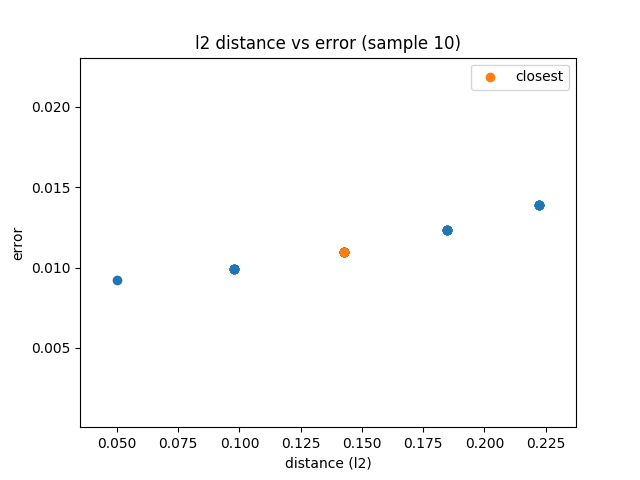 l2 distance vs error (sample 10)
closest
0.020
0.015
0.010
0.005
error
0.050 0.075 0.100 0.125 0.150 0.175 0.200 0.225
distance (l2)